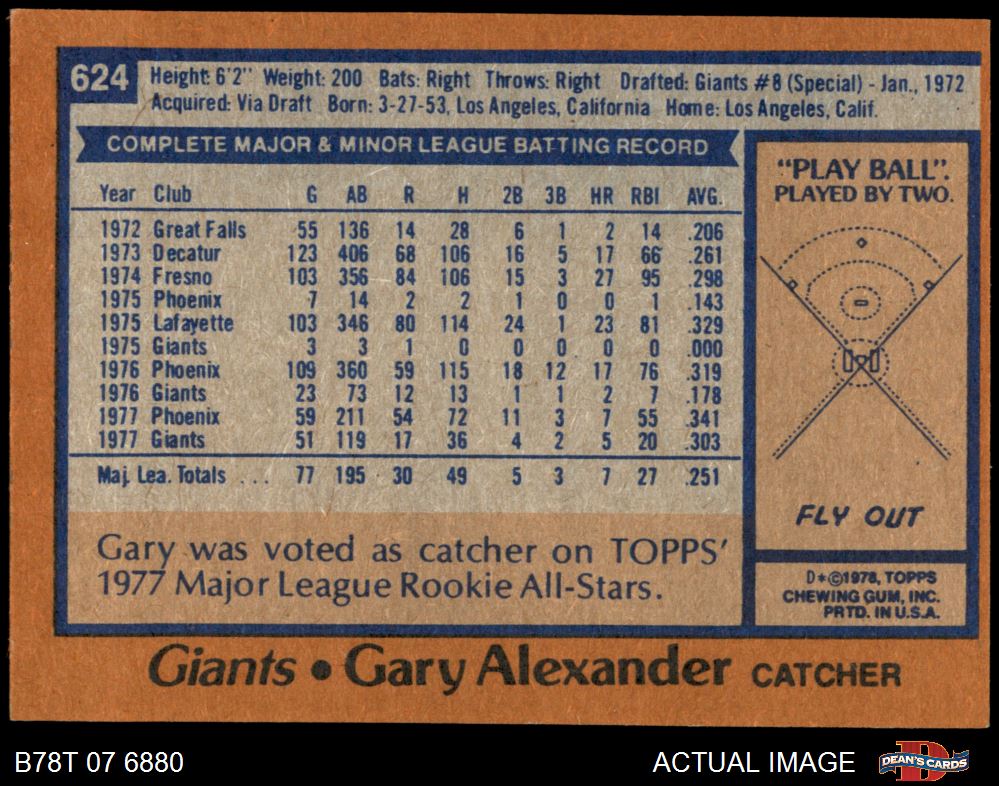 624
Height: 6'2" Weight: 200 Bats: Right Throws: Right Drafted: Giants #8 (Special) - Jan., 1972
Acquired: Via Draft Born: 3-27-53, Los Angeles, California Home: Los Angeles, Calif.
COMPLETE MAJOR & MINOR LEAGUE BATTING RECORD
Year Club G AB R H 2B 3B HR RBI AVG.
1972 Great Falls 55 136 14 28 6 1 2 14 .206
1973 Decatur 123 406 68 106 16 5 17 66 .261
1974 Fresno 103 356 84 106 15 3 27 95 .298
1975 Phoenix 7 14 2 2 1 0 0 1 .143
1975 Lafayette 103 346 80 114 24 1 23 81 .329
1975 Giants 3 3 1 0 0 0 0 0 .000
1976 Phoenix 109 360 59 115 18 12 17 76 .319
1976 Giants 23 73 12 13 1 1 2 7 .178
1977 Phoenix 59 211 54 72 11 3 7 55 .341
1977 Giants 51 119 17 36 4 2 5 20 .303
Maj. Lea. Totals ... 77 195 30 49 5 3 7 27 .251
Gary was voted as catcher on TOPPS'
1977 Major League Rookie All-Stars.
"PLAY BALL".
PLAYED BY TWO.
FLY OUT
D*©1978, TOPPS
CHEWING GUM, INC.
PRTD. IN U.S.A.
Giants • Gary Alexander CATCHER
B78T 07 6880
ACTUAL IMAGE
D
DEAN'S CARDS